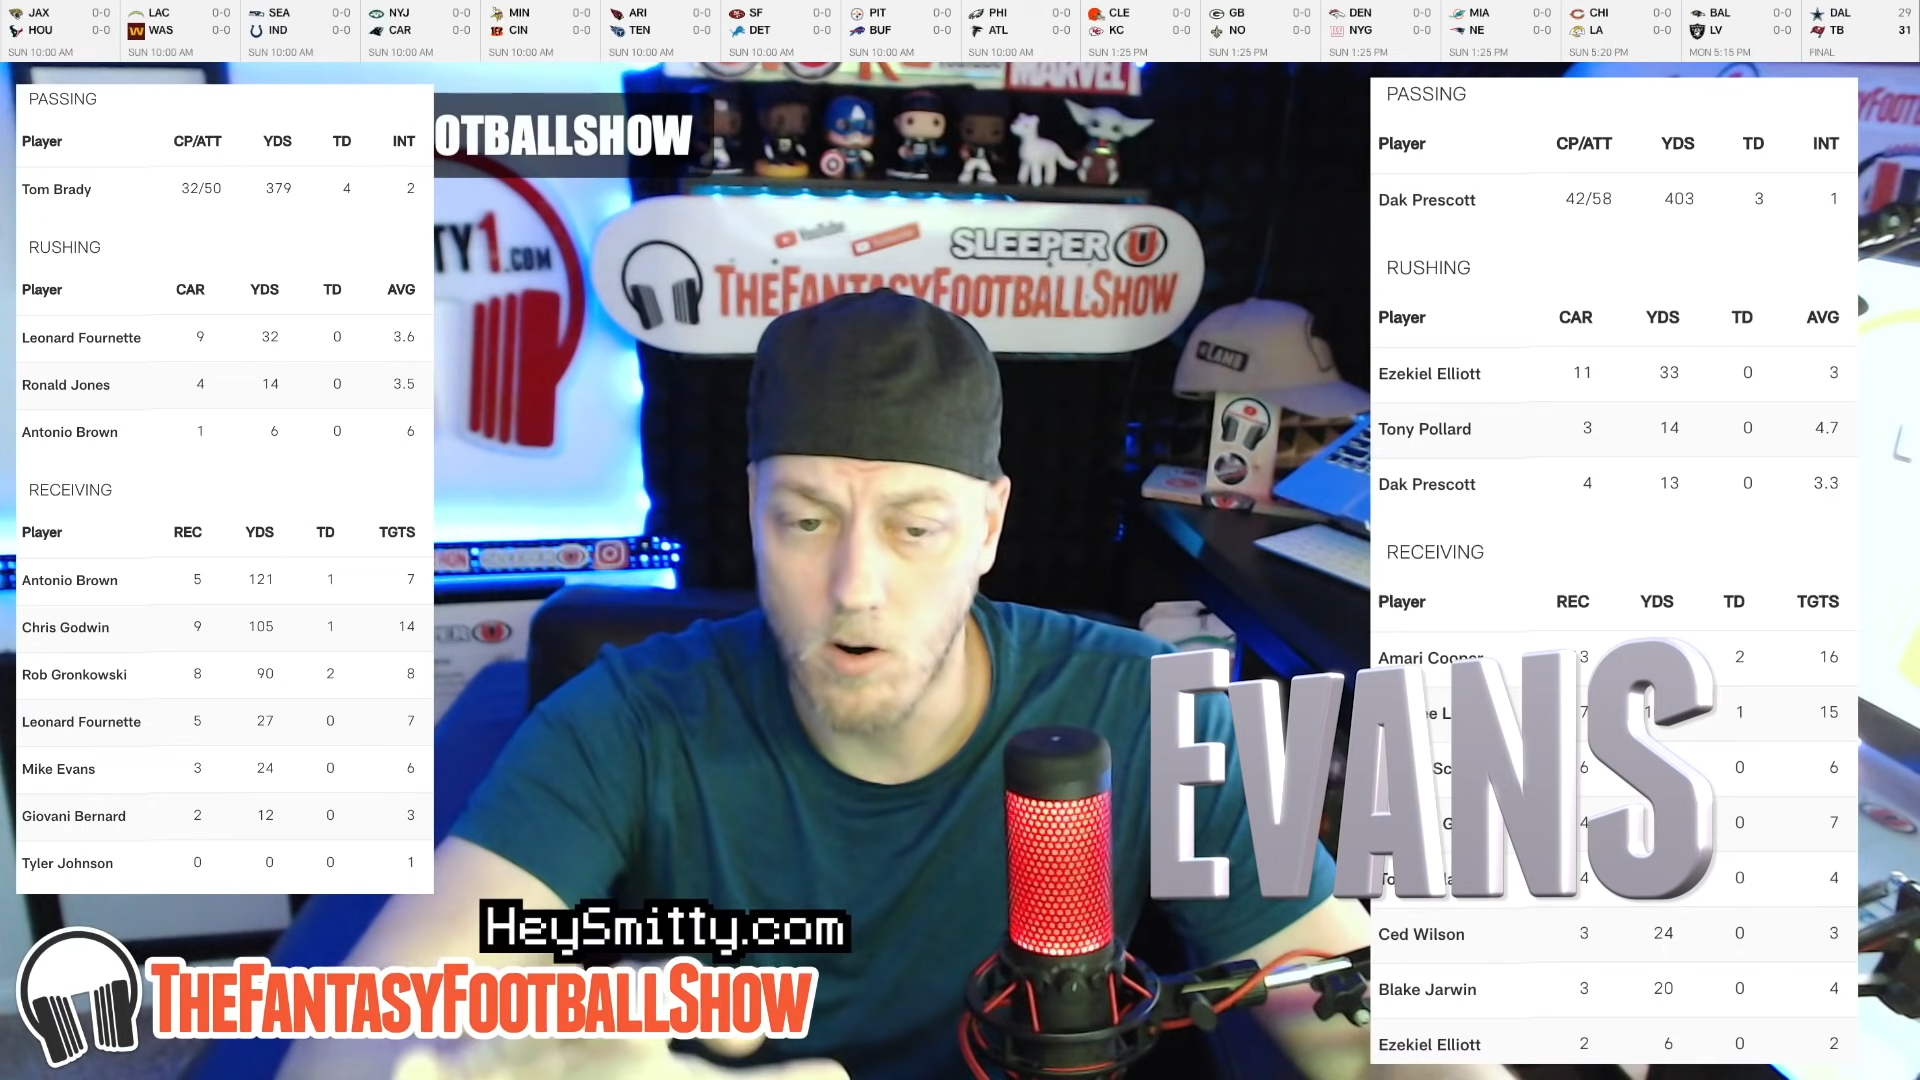 JAX 0-0
HOU 0-0
SUN 10:00 AM
LAC 0-0
WAS 0-0
SUN 10:00 AM
SEA 0-0
IND 0-0
SUN 10:00 AM
NYJ 0-0
CAR 0-0
SUN 10:00 AM
MIN 0-0
CIN 0-0
SUN 10:00 AM
ARI 0-0
TEN 0-0
SUN 10:00 AM
SF 0-0
DET 0-0
SUN 10:00 AM
PIT 0-0
BUF 0-0
SUN 10:00 AM
PHI 0-0
ATL 0-0
SUN 10:00 AM
CLE 0-0
KC 0-0
SUN 1:25 PM
GB 0-0
NO 0-0
SUN 1:25 PM
DEN 0-0
NYG 0-0
SUN 1:25 PM
MIA 0-0
NE 0-0
SUN 1:25 PM
CHI 0-0
LA 0-0
SUN 5:20 PM
BAL 0-0
LV 0-0
MON 5:15 PM
DAL 29
TB 31
FINAL
PASSING
Player CP/ATT YDS TD INT
Tom Brady 32/50 379 4 2
RUSHING
Player CAR YDS TD AVG
Leonard Fournette 9 32 0 3.6
Ronald Jones 4 14 0 3.5
Antonio Brown 1 6 0 6
RECEIVING
Player REC YDS TD TGTS
Antonio Brown 5 121 1 7
Chris Godwin 9 105 1 14
Rob Gronkowski 8 90 2 8
Leonard Fournette 5 27 0 7
Mike Evans 3 24 0 6
Giovani Bernard 2 12 0 3
Tyler Johnson 0 0 0 1
OTBALLSHOW
MARVEL
TY1.COM
YouTube
SLEEPER U
THEFANTASYFOOTBALLSHOW
LAMB
PASSING
Player CP/ATT YDS TD INT
Dak Prescott 42/58 403 3 1
RUSHING
Player CAR YDS TD AVG
Ezekiel Elliott 11 33 0 3
Tony Pollard 3 14 0 4.7
Dak Prescott 4 13 0 3.3
RECEIVING
Player REC YDS TD TGTS
Amari Cooper 3 2 16
ee L 7 1 1 15
Sc 6 0 6
G 4 0 7
To la 4 0 4
Ced Wilson 3 24 0 3
Blake Jarwin 3 20 0 4
Ezekiel Elliott 2 6 0 2
EVANS
HeySmitty.com
THEFANTASYFOOTBALLSHOW